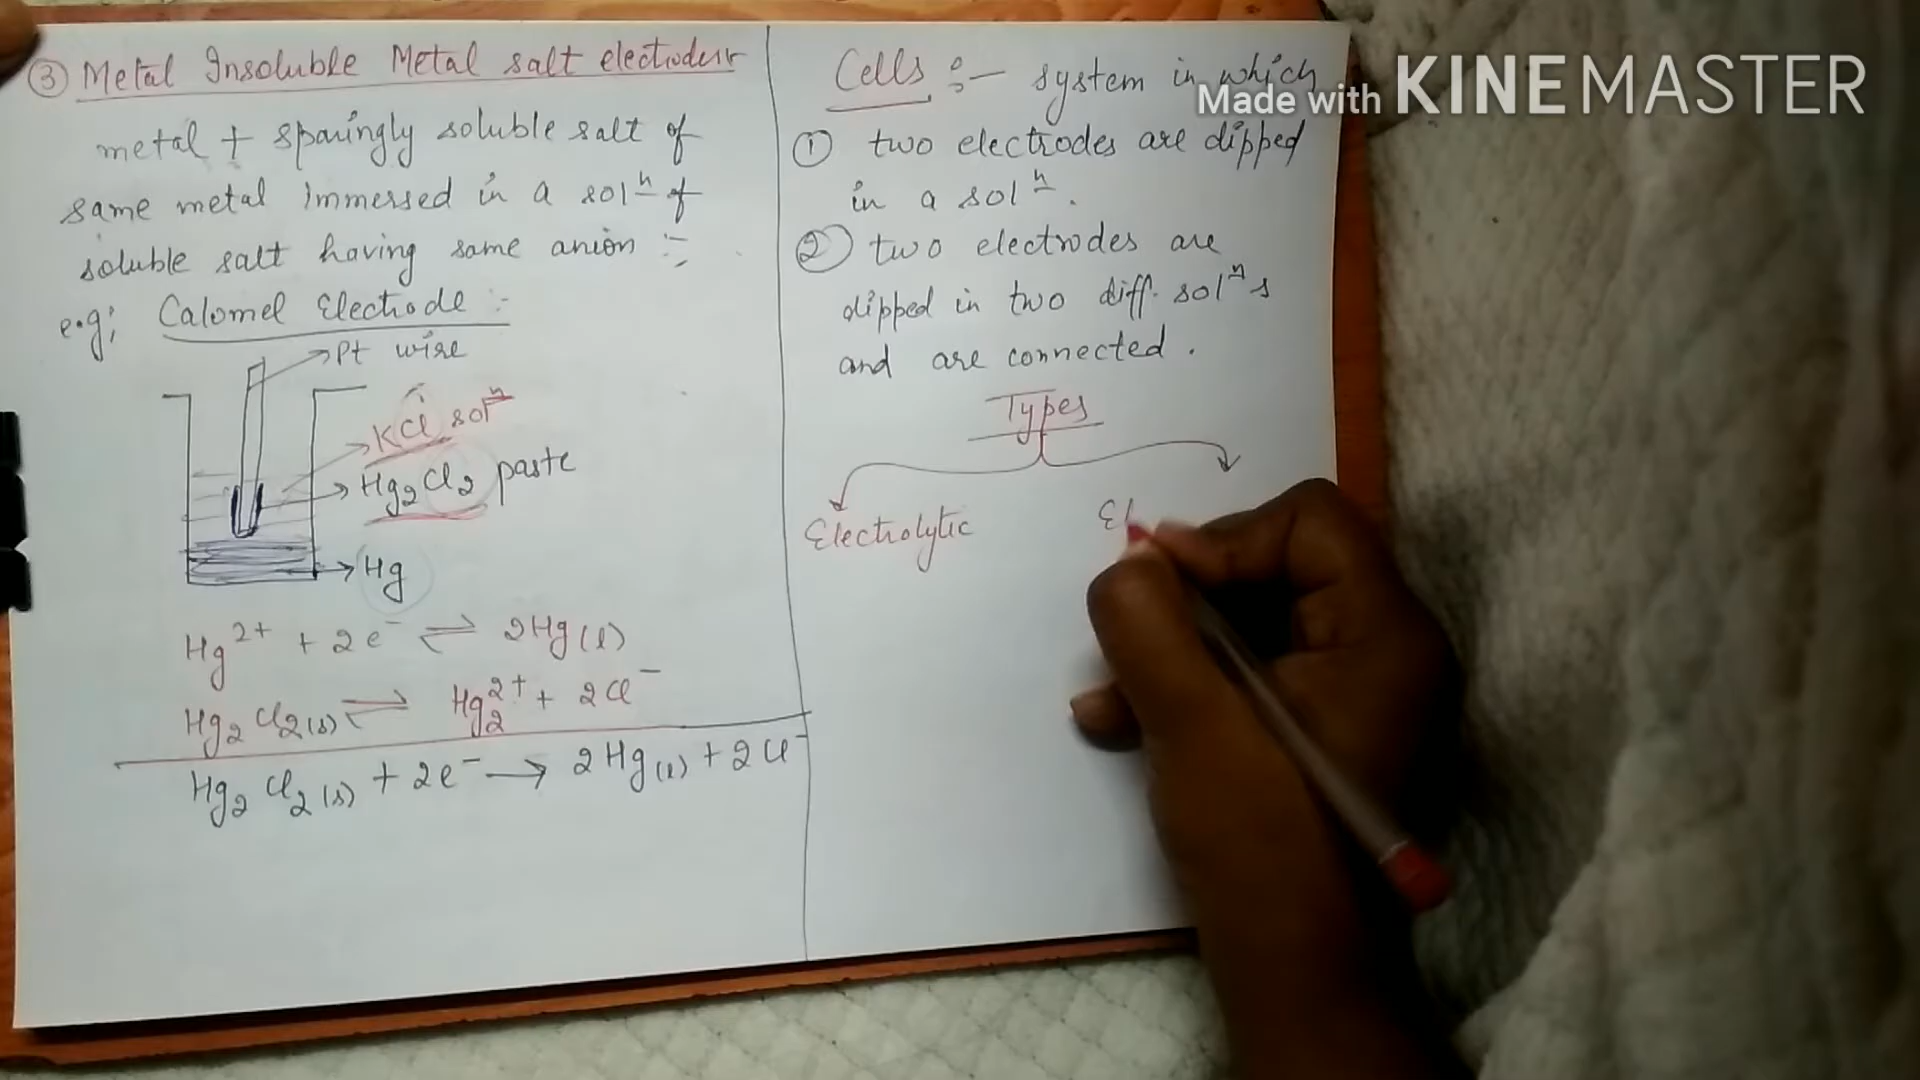 ③ Metal Insoluble Metal salt electrodes
metal + sparingly soluble salt of
same metal immersed in a solⁿ of
soluble salt having same anion :-
e.g; Calomel Electrode :-
Pt wire
KCl solⁿ
Hg₂Cl₂ paste
Hg
Hg²⁺ + 2e⁻ ⇌ 2Hg(l)
Hg₂Cl₂(s) ⇌ Hg₂²⁺ + 2Cl⁻
Hg₂Cl₂(s) + 2e⁻ → 2Hg(l) + 2Cl⁻
Cells :- system in which
① two electrodes are dipped
in a solⁿ.
② two electrodes are
dipped in two diff. solⁿs
and are connected.
Types
Electrolytic El
Made with KINEMASTER